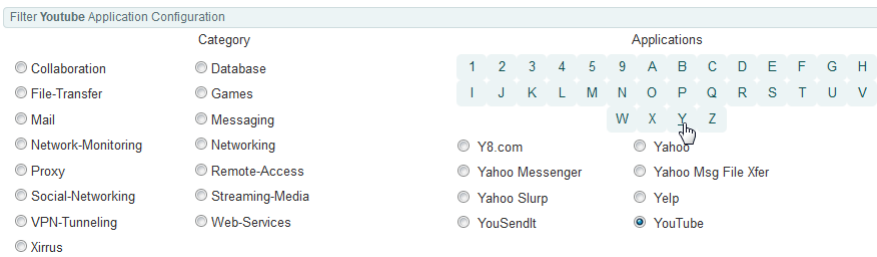 Filter Youtube Application Configuration
Category Applications
1 2 3 4 5 9 A B C D E F G H
I J K L M N O P Q R S T U V
W X Y Z
Collaboration Database
File-Transfer Games
Mail Messaging
Network-Monitoring Networking
Proxy Remote-Access
Social-Networking Streaming-Media
VPN-Tunneling Web-Services
Xirrus
Y8.com Yahoo
Yahoo Messenger Yahoo Msg File Xfer
Yahoo Slurp Yelp
YouSendIt YouTube